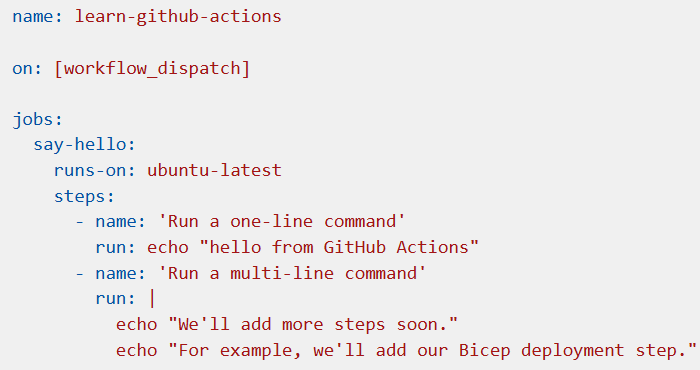 name: learn-github-actions
on: [workflow_dispatch]
jobs:
  say-hello:
    runs-on: ubuntu-latest
    steps:
      - name: 'Run a one-line command'
        run: echo "hello from GitHub Actions"
      - name: 'Run a multi-line command'
        run: |
          echo "We'll add more steps soon."
          echo "For example, we'll add our Bicep deployment step."